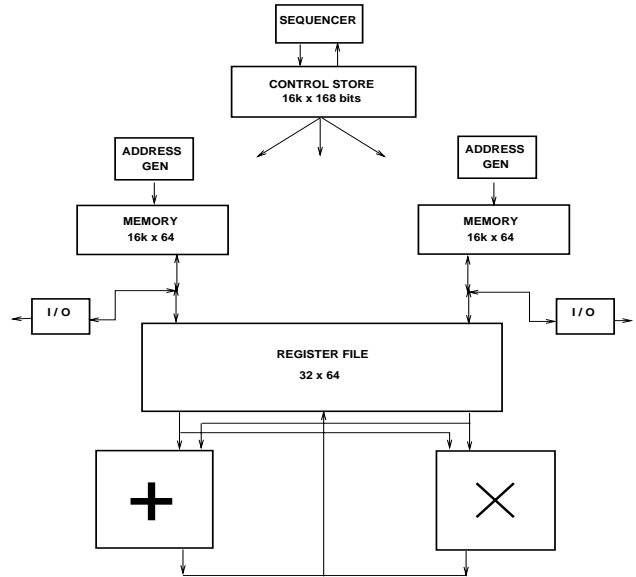 SEQUENCER
CONTROL STORE
16k x 168 bits
ADDRESS
GEN
ADDRESS
GEN
MEMORY
16k x 64
MEMORY
16k x 64
I / O
I / O
REGISTER FILE
32 x 64
+
×